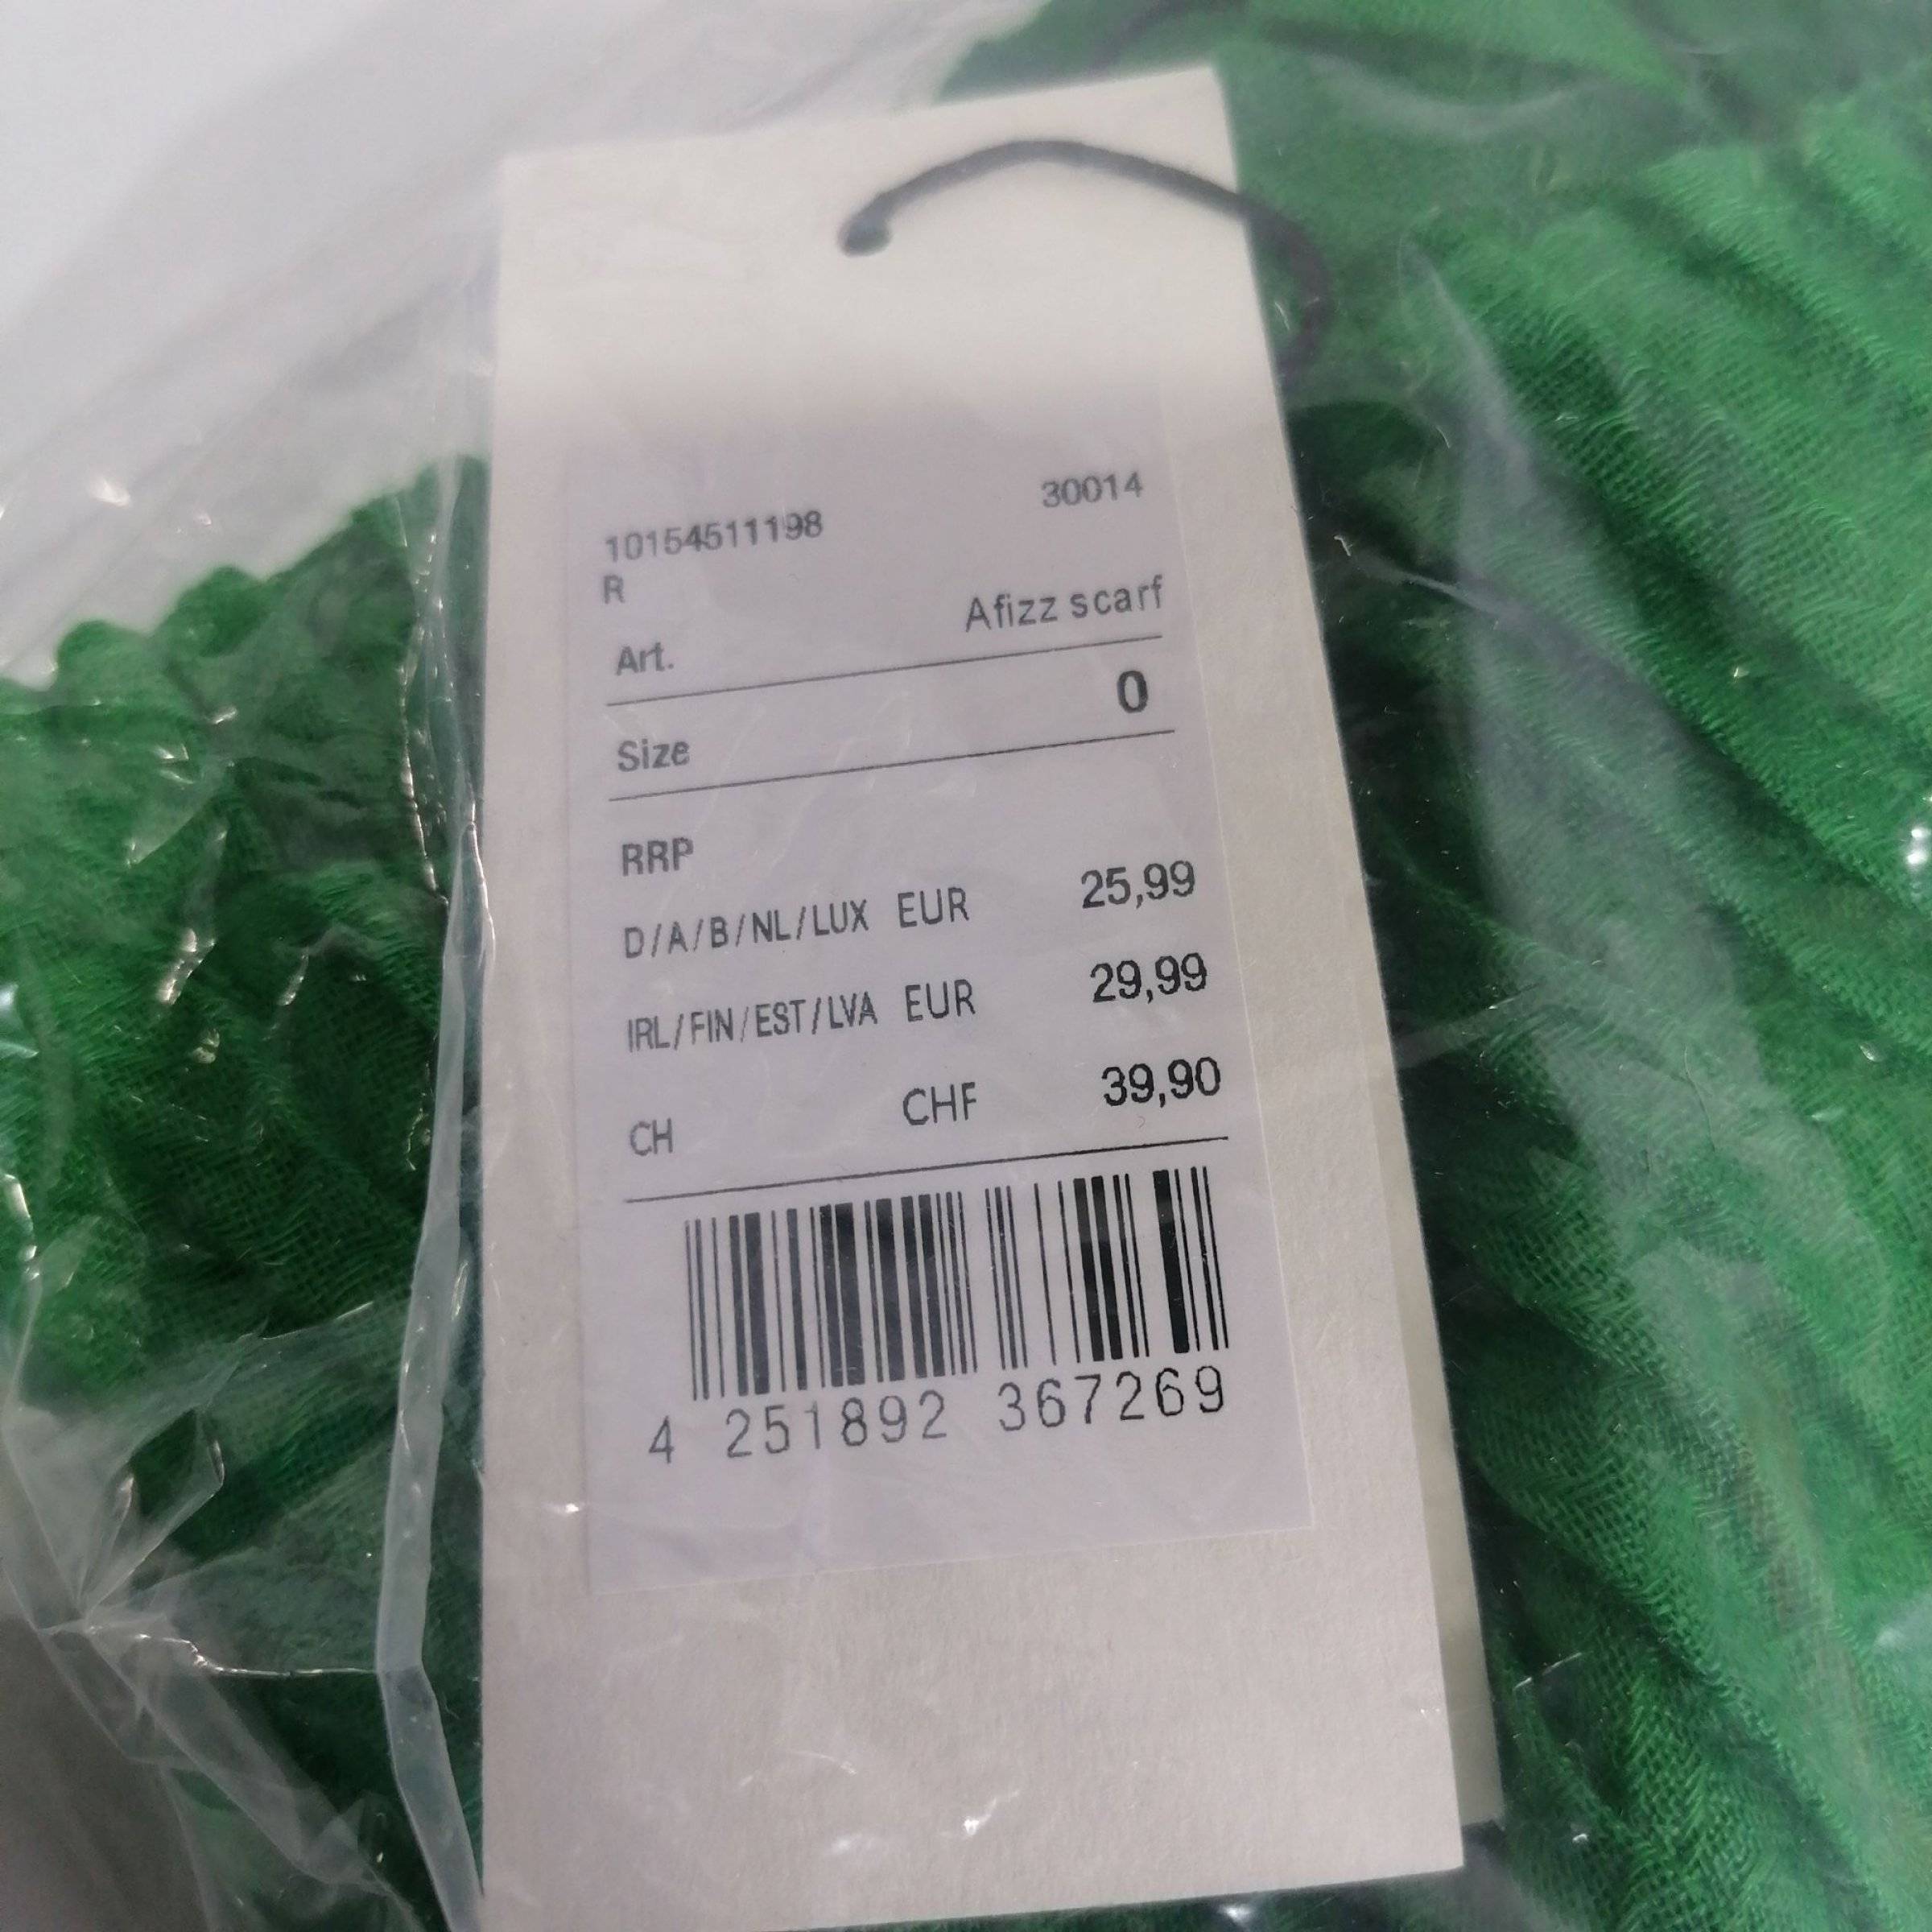 10154511198 30014
R
Art. Afizz scarf
Size 0
RRP
D/A/B/NL/LUX EUR 25,99
IRL/FIN/EST/LVA EUR 29,99
CH CHF 39,90
4 251892 367269